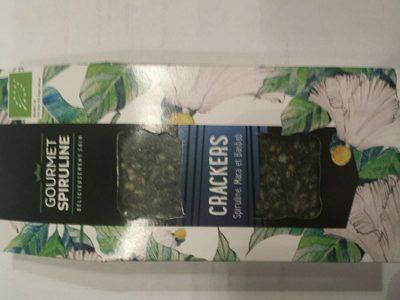 GOURMET
SPIRULINE
DÉLICIEUSEMENT SAIN
CRACKERS
Spiruline, Maca et Baobab